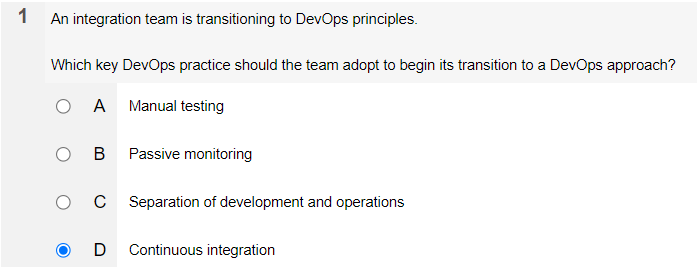 1 An integration team is transitioning to DevOps principles.
Which key DevOps practice should the team adopt to begin its transition to a DevOps approach?
A Manual testing
B Passive monitoring
C Separation of development and operations
D Continuous integration